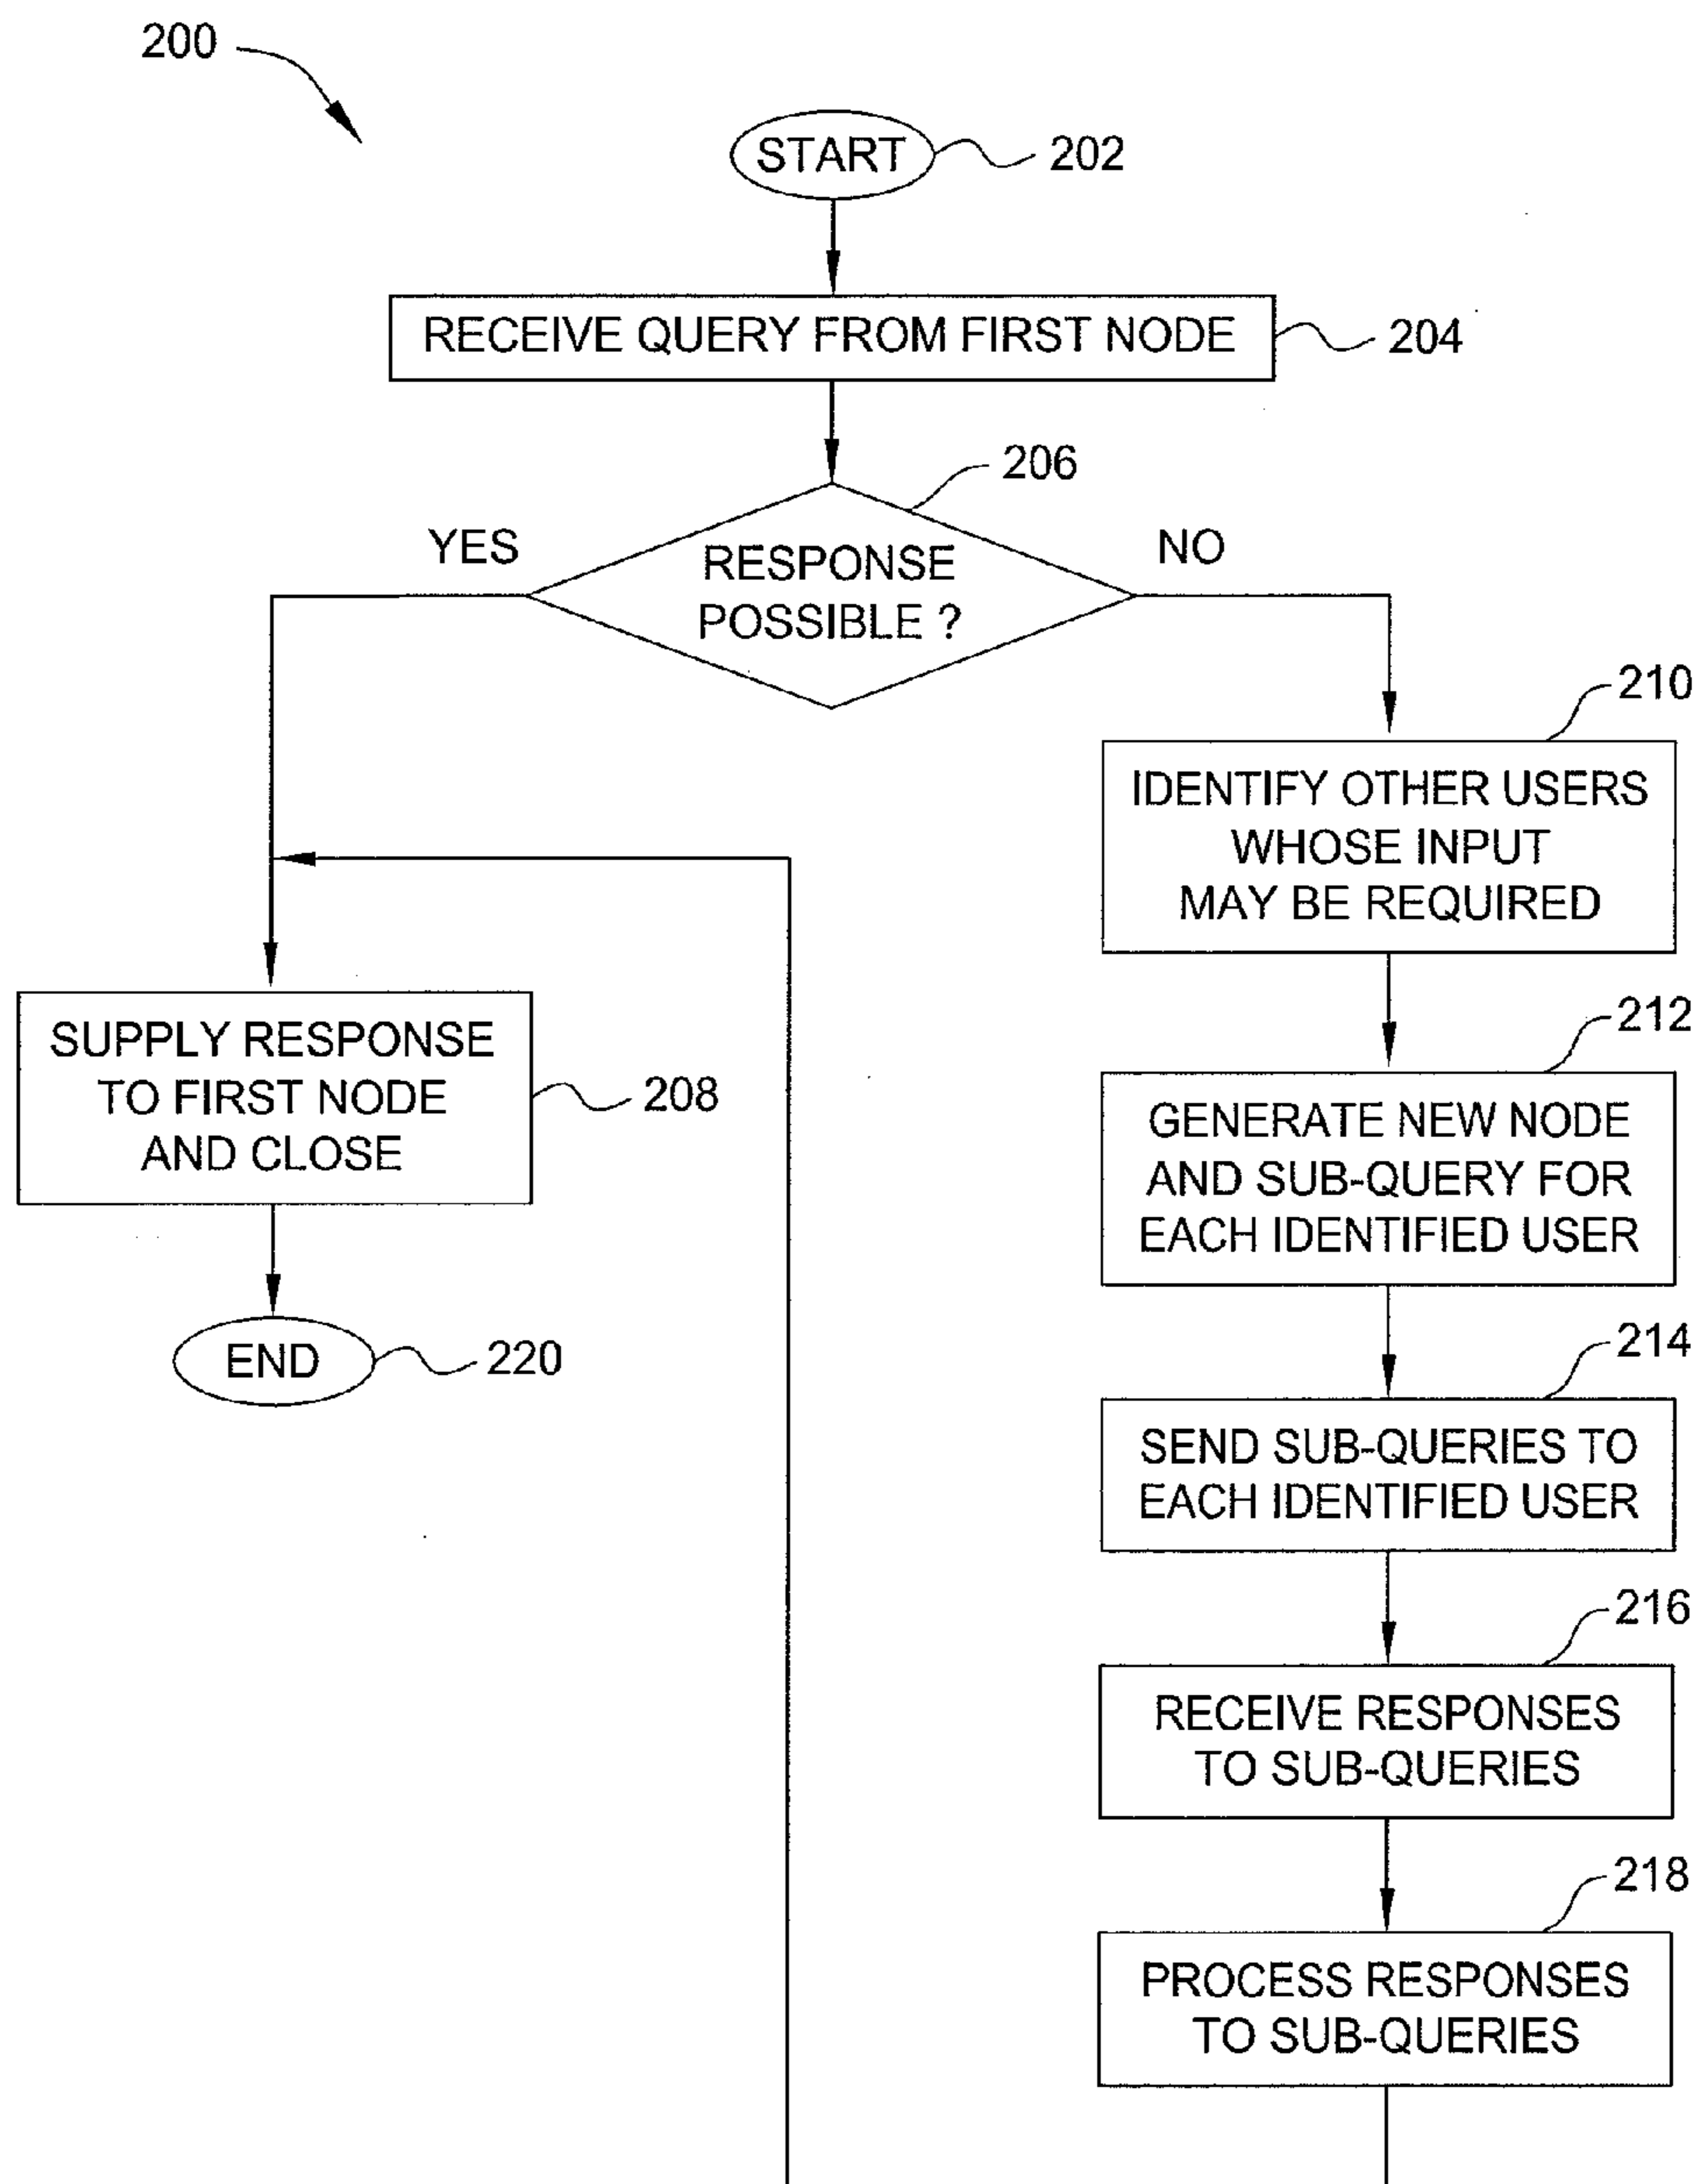 200
START
202
RECEIVE QUERY FROM FIRST NODE
204
206
YES
RESPONSE
POSSIBLE ?
NO
210
IDENTIFY OTHER USERS
WHOSE INPUT
MAY BE REQUIRED
SUPPLY RESPONSE
TO FIRST NODE
AND CLOSE
208
212
GENERATE NEW NODE
AND SUB-QUERY FOR
EACH IDENTIFIED USER
END
220
214
SEND SUB-QUERIES TO
EACH IDENTIFIED USER
216
RECEIVE RESPONSES
TO SUB-QUERIES
218
PROCESS RESPONSES
TO SUB-QUERIES